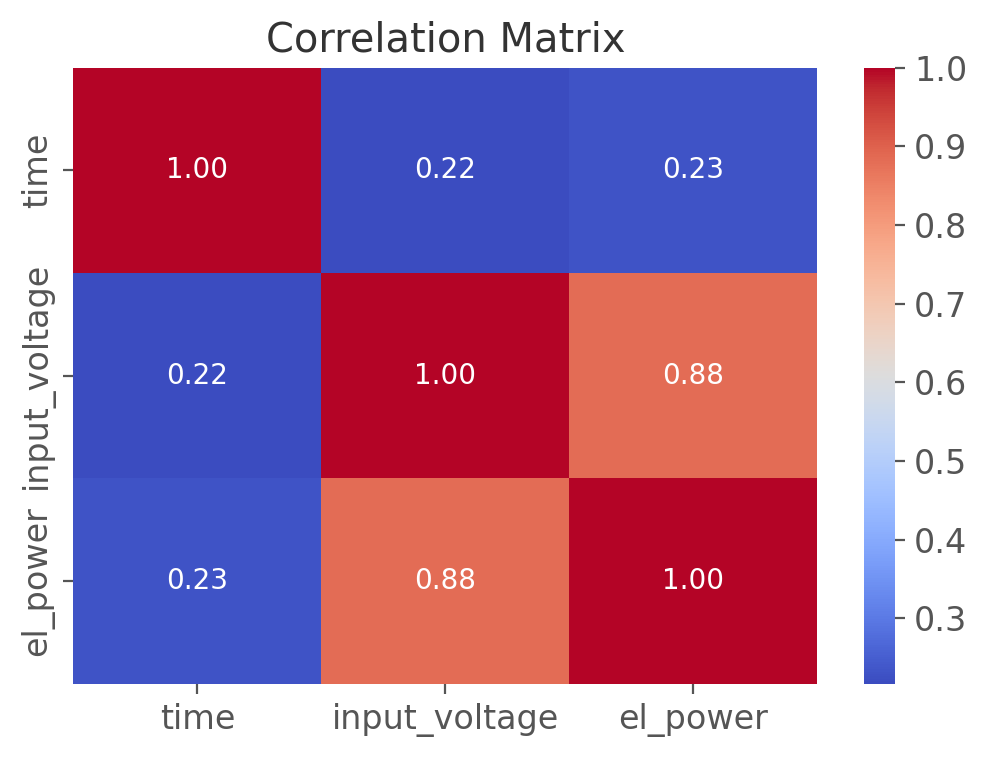 Correlation Matrix
time
1.00 0.22 0.23
input_voltage
0.22 1.00 0.88
el_power
0.23 0.88 1.00
time input_voltage el_power
1.0
0.9
0.8
0.7
0.6
0.5
0.4
0.3